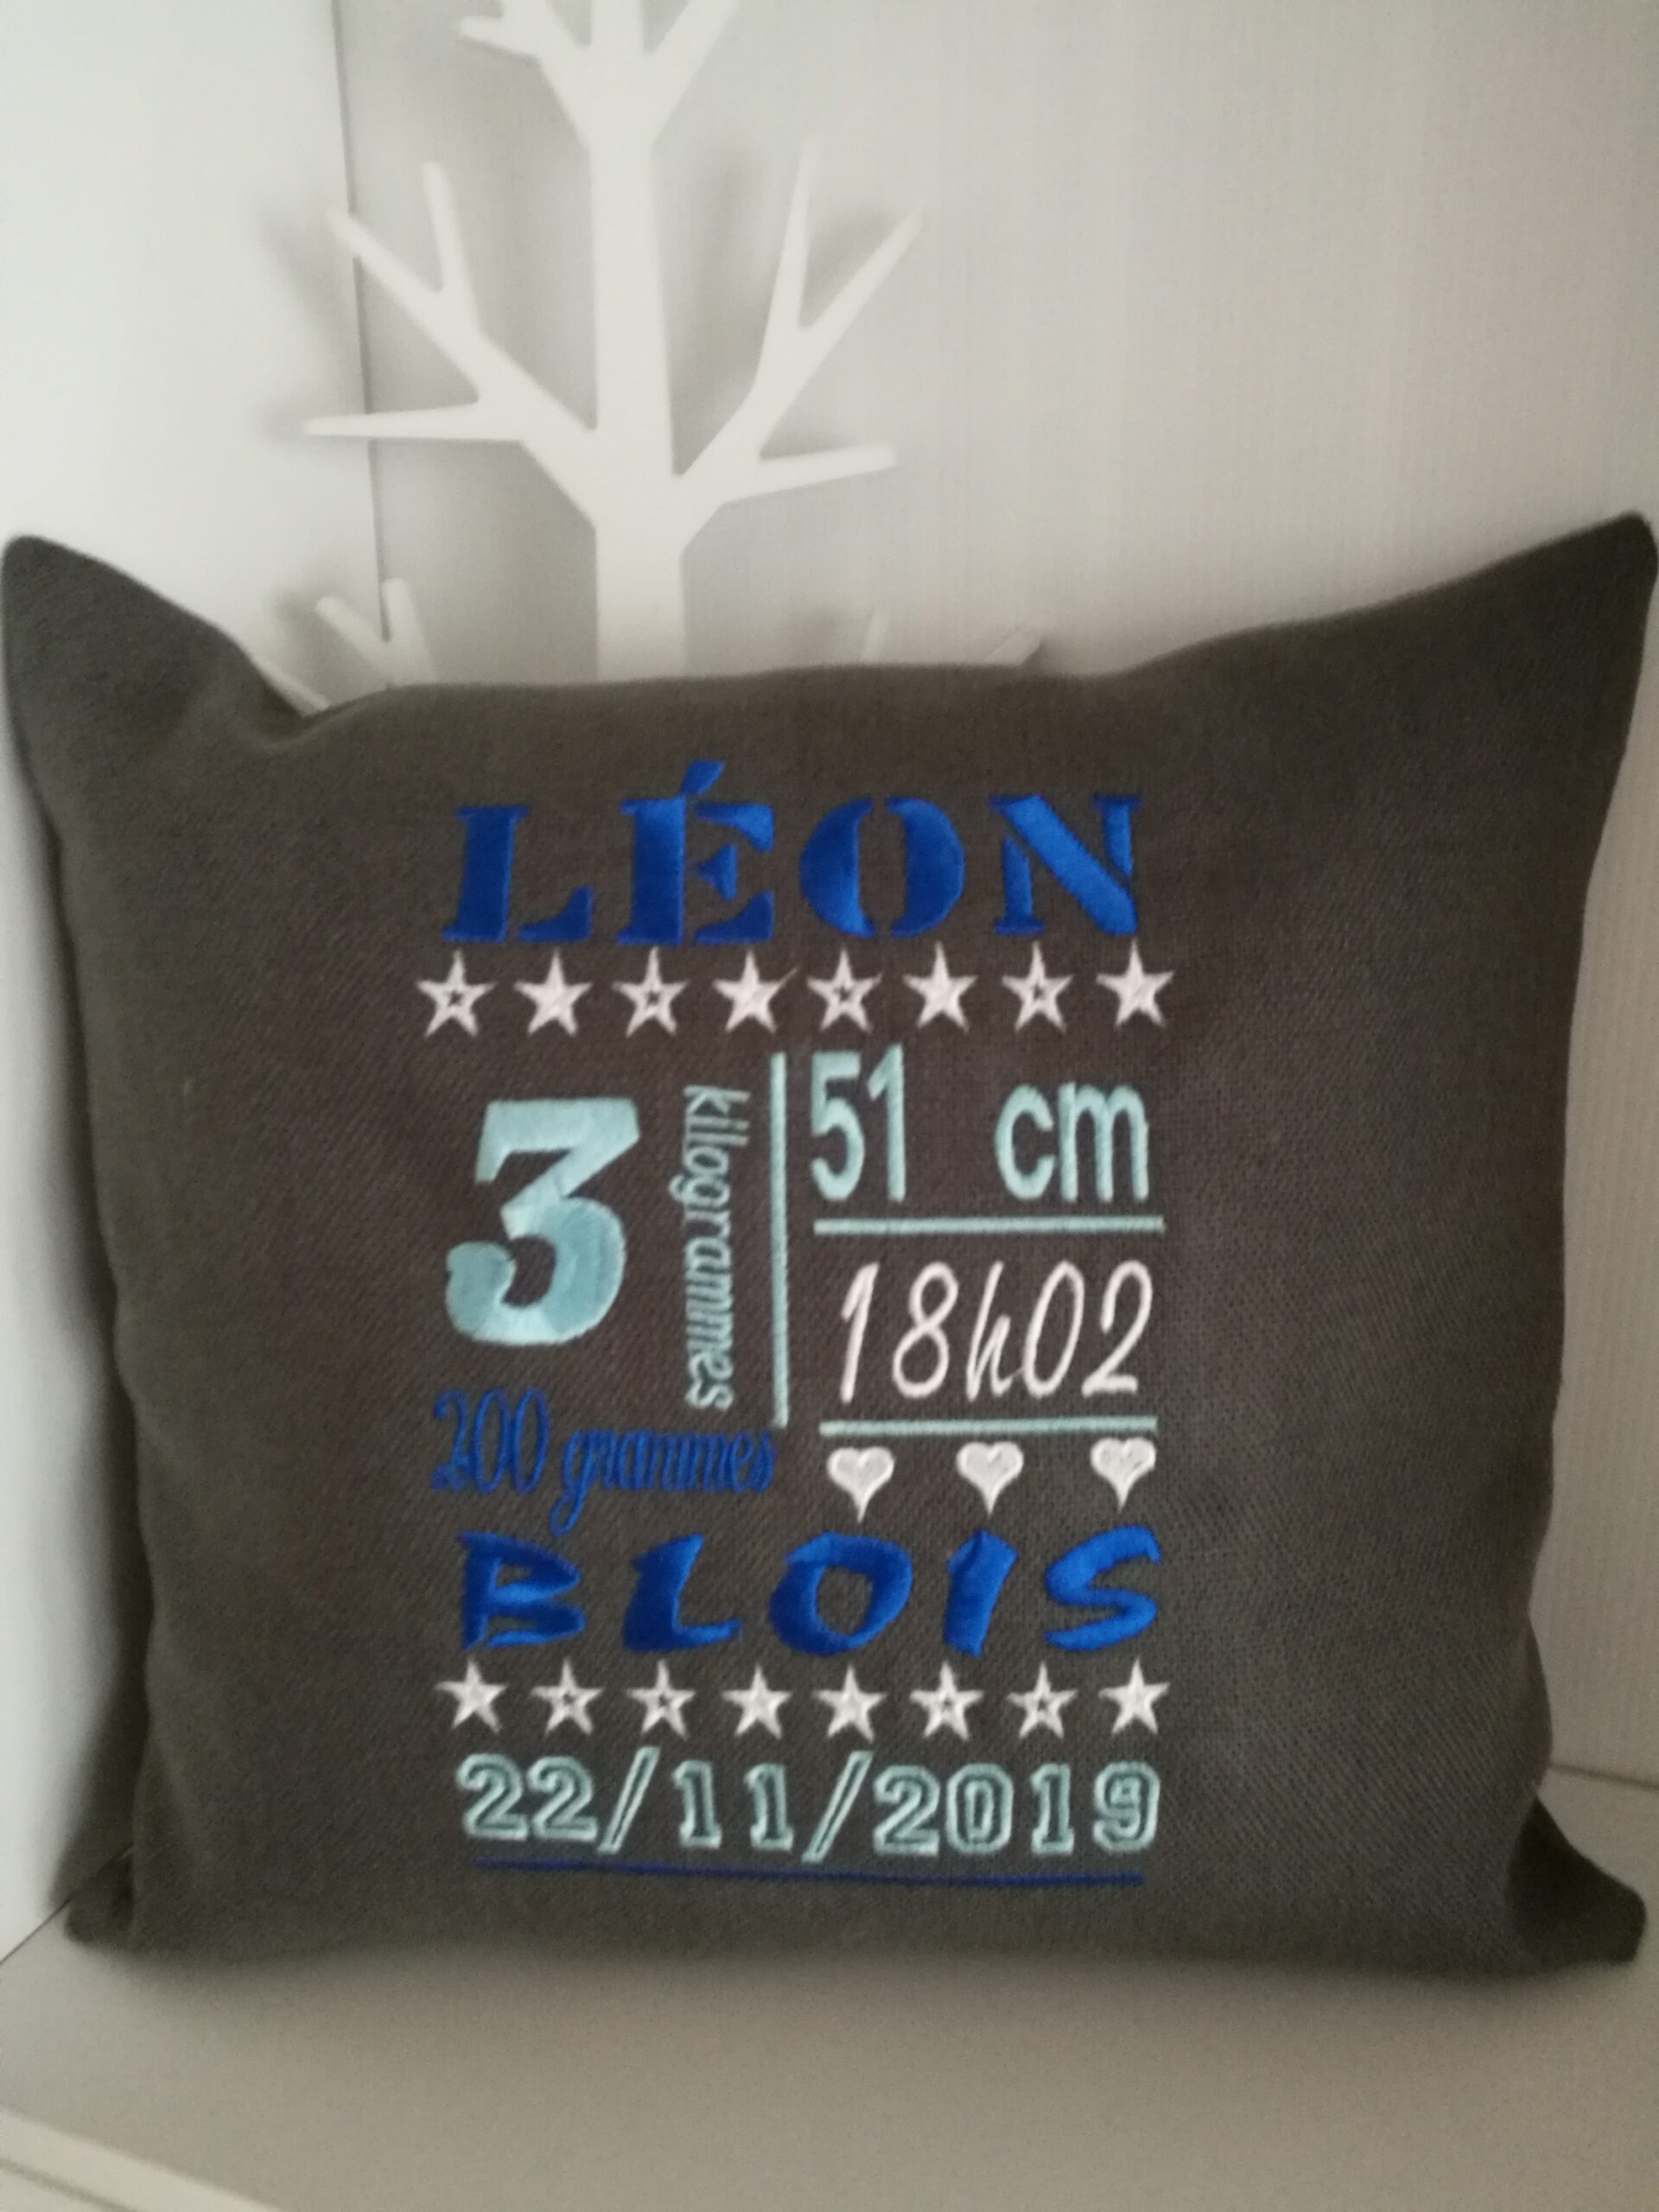 LÉON
3 kilogrammes
200 grammes
51 cm
18h02
BLOIS
22/11/2019